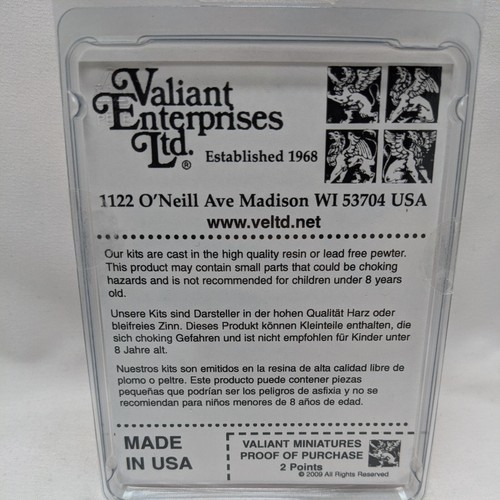 Valiant
Enterprises
Ltd.®
Established 1968
1122 O'Neill Ave Madison WI 53704 USA
www.veltd.net
Our kits are cast in the high quality resin or lead free pewter.
This product may contain small parts that could be choking
hazards and is not recommended for children under 8 years
old.
Unsere Kits sind Darsteller in der hohen Qualität Harz oder
bleifreies Zinn. Dieses Produkt können Kleinteile enthalten, die
sich choking Gefahren und ist nicht empfohlen für Kinder unter
8 Jahre alt.
Nuestros kits son emitidos en la resina de alta calidad libre de
plomo o peltre. Este producto puede contener piezas
pequeñas que podrían ser los peligros de asfixia y no se
recomiendan para niños menores de 8 años de edad.
MADE
IN USA
VALIANT MINIATURES
PROOF OF PURCHASE
2 Points
© 2009 All Rights Reserved